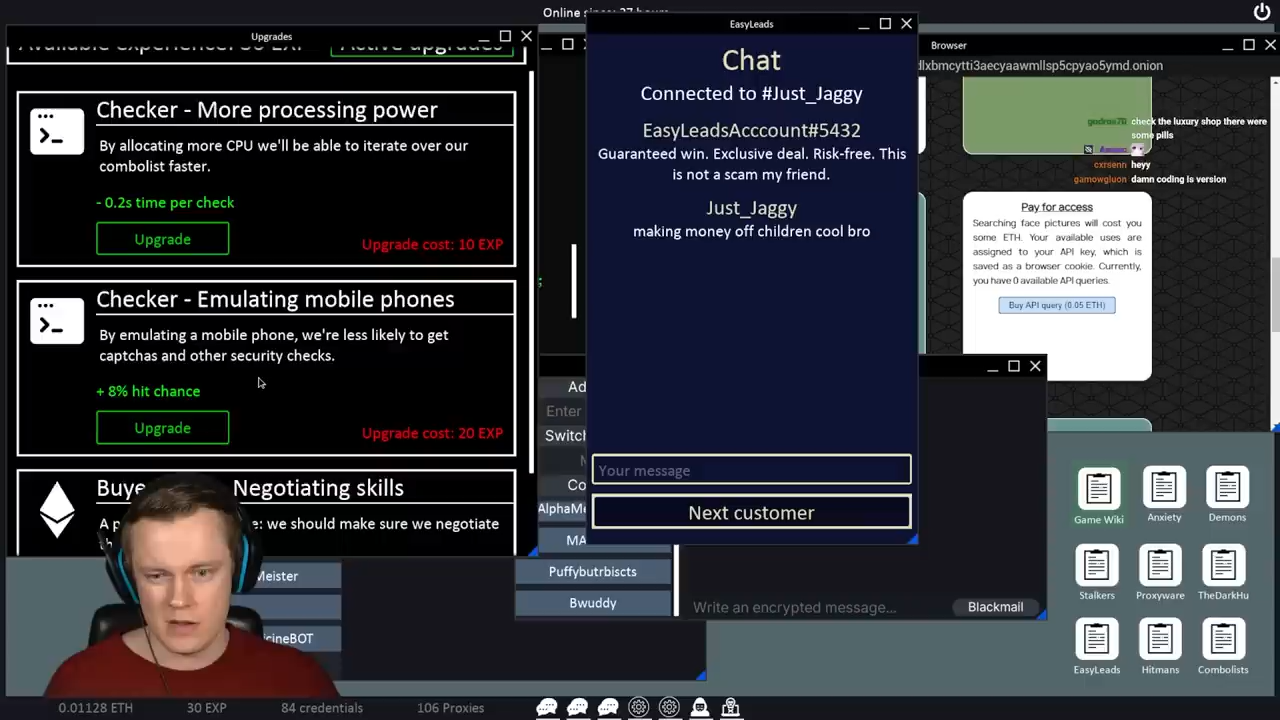 Online since: 37 hours
Upgrades
Available experience: 30 EXP
Active upgrades
Checker - More processing power
By allocating more CPU we'll be able to iterate over our
combolist faster.
- 0.2s time per check
Upgrade
Upgrade cost: 10 EXP
Checker - Emulating mobile phones
By emulating a mobile phone, we're less likely to get
captchas and other security checks.
+ 8% hit chance
Upgrade
Upgrade cost: 20 EXP
Negotiating skills
we should make sure we negotiate
EasyLeads
Chat
Connected to #Just_Jaggy
EasyLeadsAcccount#5432
Guaranteed win. Exclusive deal. Risk-free. This
is not a scam my friend.
Just_Jaggy
making money off children cool bro
Your message
Next customer
Browser
dlxbmcytti3aecyaawmllsp5cpyao5ymd.onion
check the luxury shop there were
some pills
cxrsenn heyy
gamowgluon damn coding is version
Pay for access
Searching face pictures will cost you
some ETH. Your available uses are
assigned to your API key, which is
saved as a browser cookie. Currently,
you have 0 available API queries.
Buy API query (0.05 ETH)
Enter
Puffybutrbiscts
Bwuddy
Write an encrypted message...
Blackmail
Game Wiki
Anxiety
Demons
Stalkers
Proxyware
TheDarkHu
EasyLeads
Hitmans
Combolists
0.01128 ETH
30 EXP
84 credentials
106 Proxies